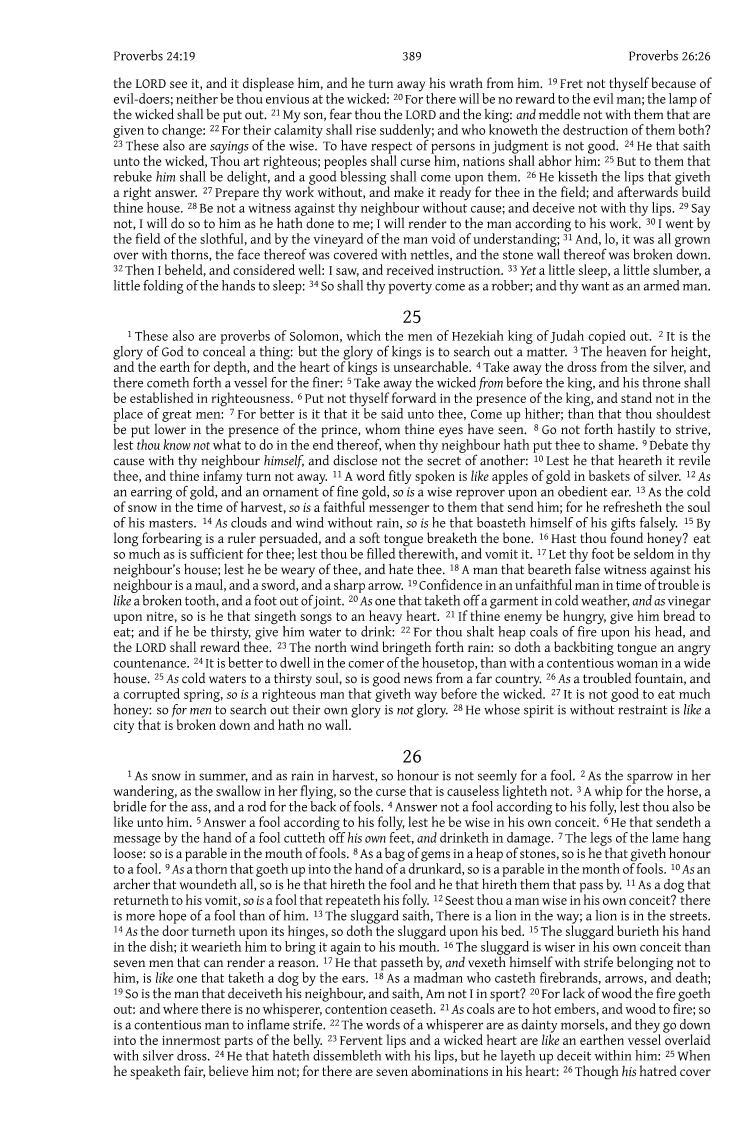 Proverbs 24:19 389 Proverbs 26:26
the LORD see it, and it displease him, and he turn away his wrath from him. 19 Fret not thyself because of
evil-doers; neither be thou envious at the wicked: 20 For there will be no reward to the evil man; the lamp of
the wicked shall be put out. 21 My son, fear thou the LORD and the king: and meddle not with them that are
given to change: 22 For their calamity shall rise suddenly; and who knoweth the destruction of them both?
23 These also are sayings of the wise. To have respect of persons in judgment is not good. 24 He that saith
unto the wicked, Thou art righteous; peoples shall curse him, nations shall abhor him: 25 But to them that
rebuke him shall be delight, and a good blessing shall come upon them. 26 He kisseth the lips that giveth
a right answer. 27 Prepare thy work without, and make it ready for thee in the field; and afterwards build
thine house. 28 Be not a witness against thy neighbour without cause; and deceive not with thy lips. 29 Say
not, I will do so to him as he hath done to me; I will render to the man according to his work. 30 I went by
the field of the slothful, and by the vineyard of the man void of understanding; 31 And, lo, it was all grown
over with thorns, the face thereof was covered with nettles, and the stone wall thereof was broken down.
32 Then I beheld, and considered well: I saw, and received instruction. 33 Yet a little sleep, a little slumber, a
little folding of the hands to sleep: 34 So shall thy poverty come as a robber; and thy want as an armed man.
25
1 These also are proverbs of Solomon, which the men of Hezekiah king of Judah copied out. 2 It is the
glory of God to conceal a thing: but the glory of kings is to search out a matter. 3 The heaven for height,
and the earth for depth, and the heart of kings is unsearchable. 4 Take away the dross from the silver, and
there cometh forth a vessel for the finer: 5 Take away the wicked from before the king, and his throne shall
be established in righteousness. 6 Put not thyself forward in the presence of the king, and stand not in the
place of great men: 7 For better is it that it be said unto thee, Come up hither; than that thou shouldest
be put lower in the presence of the prince, whom thine eyes have seen. 8 Go not forth hastily to strive,
lest thou know not what to do in the end thereof, when thy neighbour hath put thee to shame. 9 Debate thy
cause with thy neighbour himself, and disclose not the secret of another: 10 Lest he that heareth it revile
thee, and thine infamy turn not away. 11 A word fitly spoken is like apples of gold in baskets of silver. 12 As
an earring of gold, and an ornament of fine gold, so is a wise reprover upon an obedient ear. 13 As the cold
of snow in the time of harvest, so is a faithful messenger to them that send him; for he refresheth the soul
of his masters. 14 As clouds and wind without rain, so is he that boasteth himself of his gifts falsely. 15 By
long forbearing is a ruler persuaded, and a soft tongue breaketh the bone. 16 Hast thou found honey? eat
so much as is sufficient for thee; lest thou be filled therewith, and vomit it. 17 Let thy foot be seldom in thy
neighbour's house; lest he be weary of thee, and hate thee. 18 A man that beareth false witness against his
neighbour is a maul, and a sword, and a sharp arrow. 19 Confidence in an unfaithful man in time of trouble is
like a broken tooth, and a foot out of joint. 20 As one that taketh off a garment in cold weather, and as vinegar
upon nitre, so is he that singeth songs to an heavy heart. 21 If thine enemy be hungry, give him bread to
eat; and if he be thirsty, give him water to drink: 22 For thou shalt heap coals of fire upon his head, and
the LORD shall reward thee. 23 The north wind bringeth forth rain: so doth a backbiting tongue an angry
countenance. 24 It is better to dwell in the comer of the housetop, than with a contentious woman in a wide
house. 25 As cold waters to a thirsty soul, so is good news from a far country. 26 As a troubled fountain, and
a corrupted spring, so is a righteous man that giveth way before the wicked. 27 It is not good to eat much
honey: so for men to search out their own glory is not glory. 28 He whose spirit is without restraint is like a
city that is broken down and hath no wall.
26
1 As snow in summer, and as rain in harvest, so honour is not seemly for a fool. 2 As the sparrow in her
wandering, as the swallow in her flying, so the curse that is causeless lighteth not. 3 A whip for the horse, a
bridle for the ass, and a rod for the back of fools. 4 Answer not a fool according to his folly, lest thou also be
like unto him. 5 Answer a fool according to his folly, lest he be wise in his own conceit. 6 He that sendeth a
message by the hand of a fool cutteth off his own feet, and drinketh in damage. 7 The legs of the lame hang
loose: so is a parable in the mouth of fools. 8 As a bag of gems in a heap of stones, so is he that giveth honour
to a fool. 9 As a thorn that goeth up into the hand of a drunkard, so is a parable in the month of fools. 10 As an
archer that woundeth all, so is he that hireth the fool and he that hireth them that pass by. 11 As a dog that
returneth to his vomit, so is a fool that repeateth his folly. 12 Seest thou a man wise in his own conceit? there
is more hope of a fool than of him. 13 The sluggard saith, There is a lion in the way; a lion is in the streets.
14 As the door turneth upon its hinges, so doth the sluggard upon his bed. 15 The sluggard burieth his hand
in the dish; it wearieth him to bring it again to his mouth. 16 The sluggard is wiser in his own conceit than
seven men that can render a reason. 17 He that passeth by, and vexeth himself with strife belonging not to
him, is like one that taketh a dog by the ears. 18 As a madman who casteth firebrands, arrows, and death;
19 So is the man that deceiveth his neighbour, and saith, Am not I in sport? 20 For lack of wood the fire goeth
out: and where there is no whisperer, contention ceaseth. 21 As coals are to hot embers, and wood to fire; so
is a contentious man to inflame strife. 22 The words of a whisperer are as dainty morsels, and they go down
into the innermost parts of the belly. 23 Fervent lips and a wicked heart are like an earthen vessel overlaid
with silver dross. 24 He that hateth dissembleth with his lips, but he layeth up deceit within him: 25 When
he speaketh fair, believe him not; for there are seven abominations in his heart: 26 Though his hatred cover